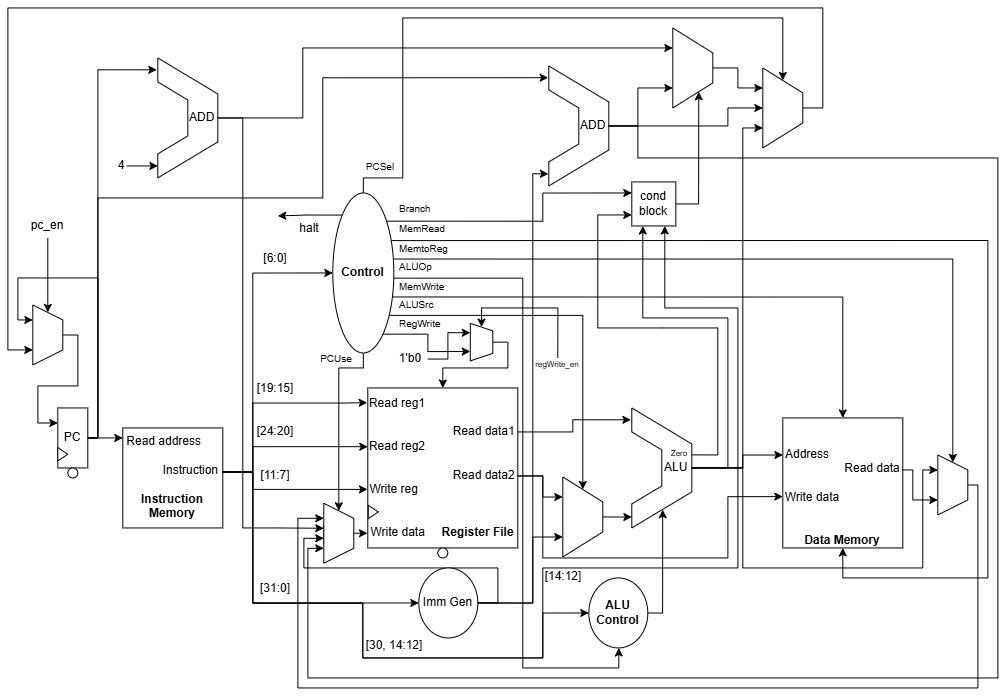 ADD
ADD
4
PCSel
cond
block
Branch
halt
MemRead
pc_en
MemtoReg
[6:0]
Control
ALUOp
MemWrite
ALUSrc
RegWrite
PCUse
1'b0
regWrite_en
[19:15]
Read reg1
[24:20]
Read data1
PC
Read address
Read reg2
Zero
Address
Instruction
[11:7]
Read data2
ALU
Read data
Write reg
Write data
Instruction
Memory
Write data
Register File
Data Memory
[14:12]
[31:0]
Imm Gen
ALU
Control
[30, 14:12]